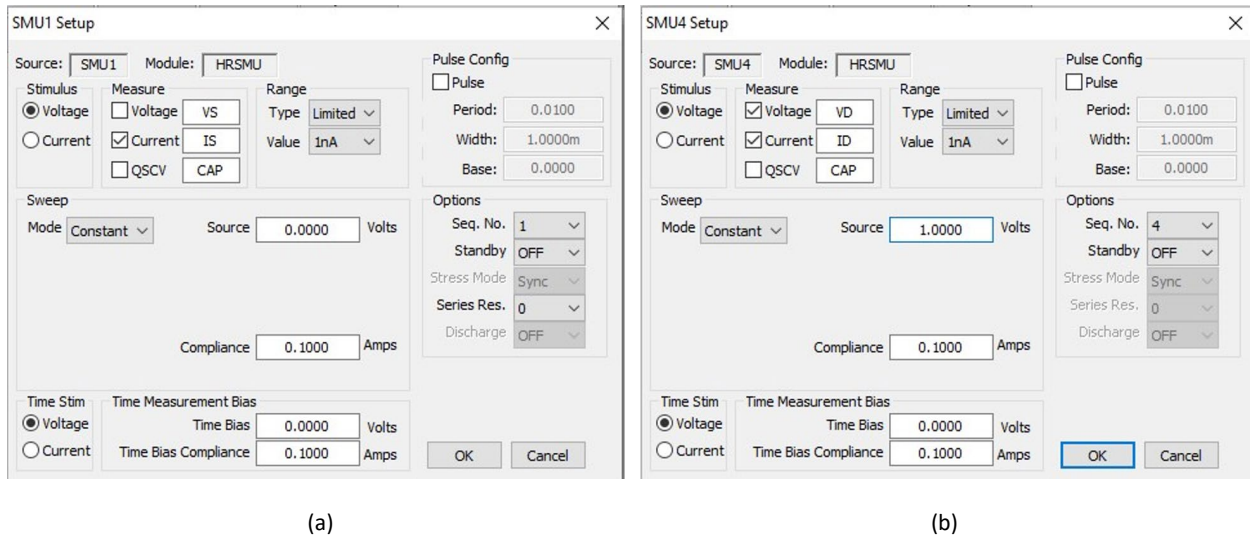 SMU1 Setup
Source: SMU1 Module: HRSMU
Stimulus
Voltage
Current
Measure
Voltage VS
Current IS
QSCV CAP
Range
Type Limited
Value 1nA
Pulse Config
Pulse
Period: 0.0100
Width: 1.0000m
Base: 0.0000
Sweep
Mode Constant Source 0.0000 Volts
Compliance 0.1000 Amps
Options
Seq. No. 1
Standby OFF
Stress Mode Sync
Series Res. 0
Discharge OFF
Time Stim
Voltage
Current
Time Measurement Bias
Time Bias 0.0000 Volts
Time Bias Compliance 0.1000 Amps
OK Cancel
(a)
SMU4 Setup
Source: SMU4 Module: HRSMU
Stimulus
Voltage
Current
Measure
Voltage VD
Current ID
QSCV CAP
Range
Type Limited
Value 1nA
Pulse Config
Pulse
Period: 0.0100
Width: 1.0000m
Base: 0.0000
Sweep
Mode Constant Source 1.0000 Volts
Compliance 0.1000 Amps
Options
Seq. No. 4
Standby OFF
Stress Mode Sync
Series Res. 0
Discharge OFF
Time Stim
Voltage
Current
Time Measurement Bias
Time Bias 0.0000 Volts
Time Bias Compliance 0.1000 Amps
OK Cancel
(b)